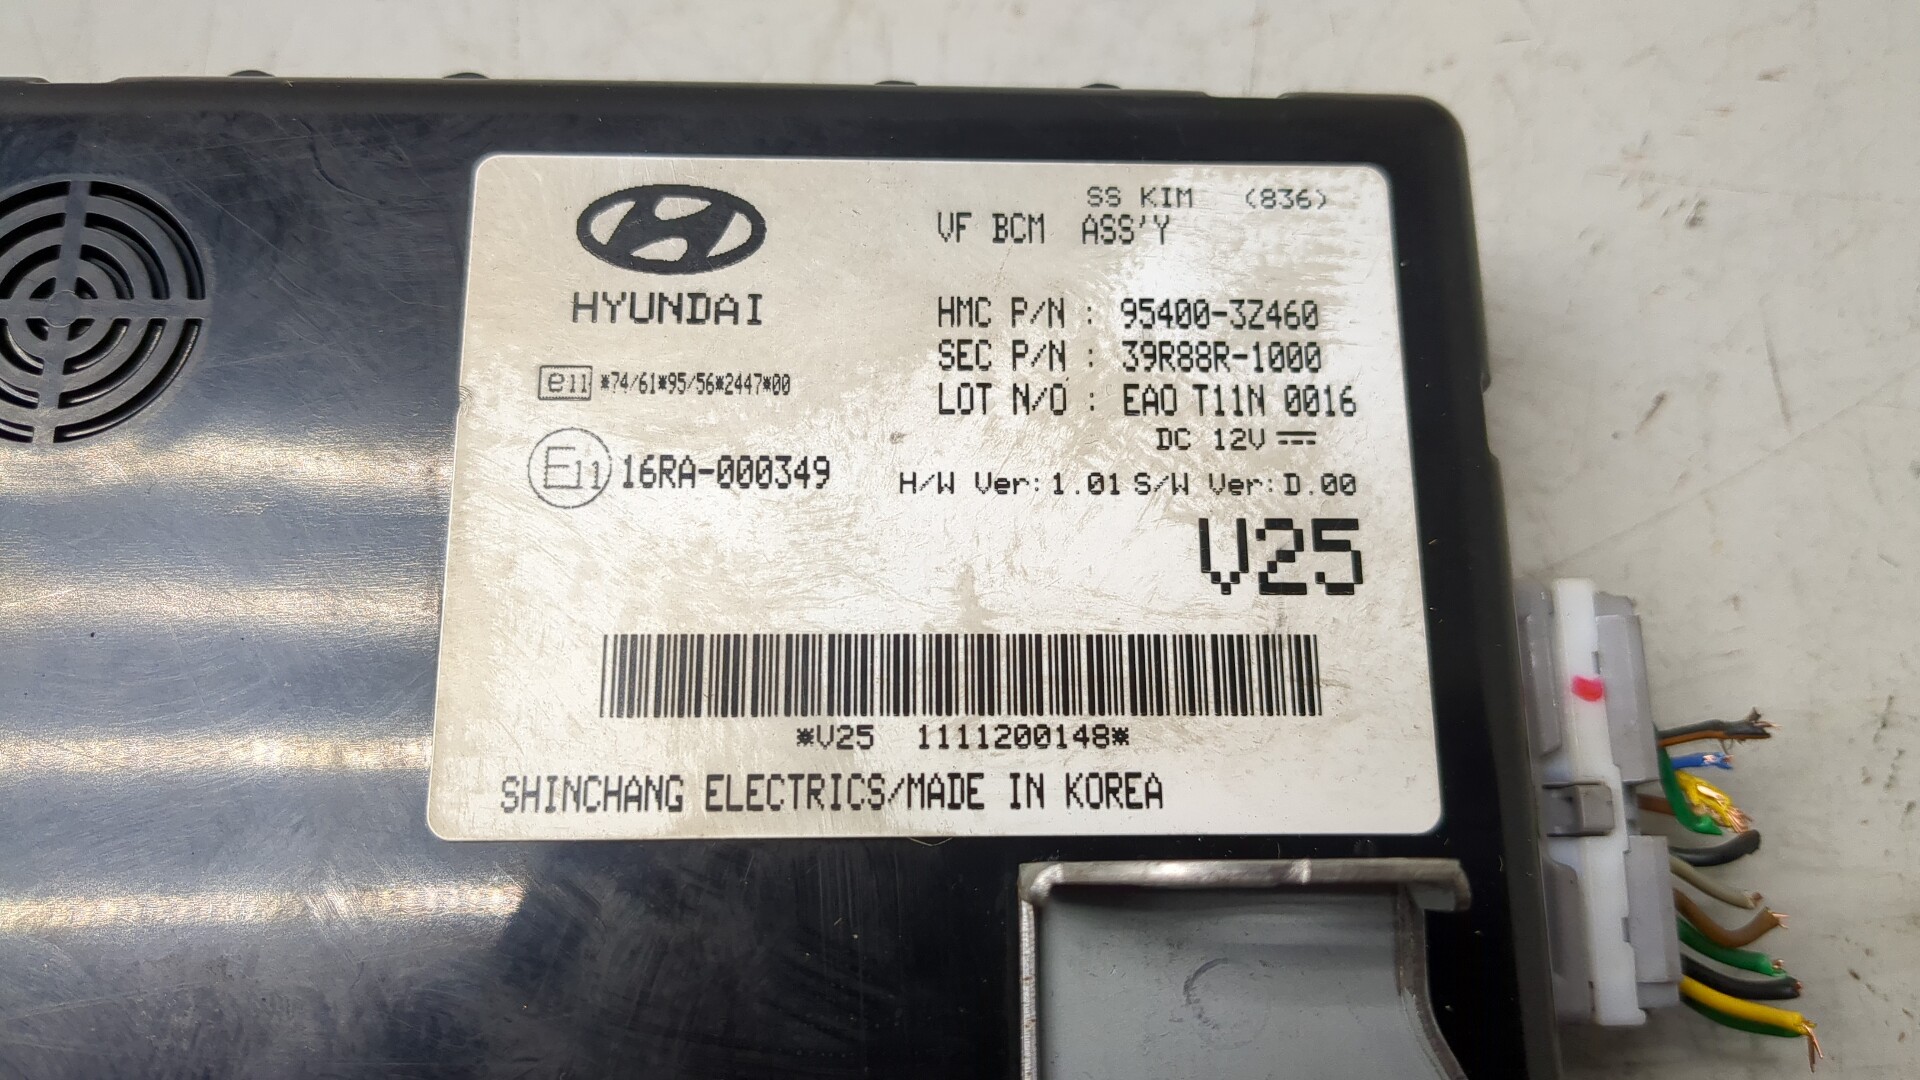 SS KIM (836)
VF BCM ASS'Y
HYUNDAI
HMC P/N : 95400-3Z460
SEC P/N : 39R88R-1000
LOT N/O : EAO T11N 0016
e11 *74/61*95/56*2447*00
DC 12V
E11 16RA-000349
H/W Ver:1.01 S/W Ver:D.00
V25
*V25 1111200148*
SHINCHANG ELECTRICS/MADE IN KOREA